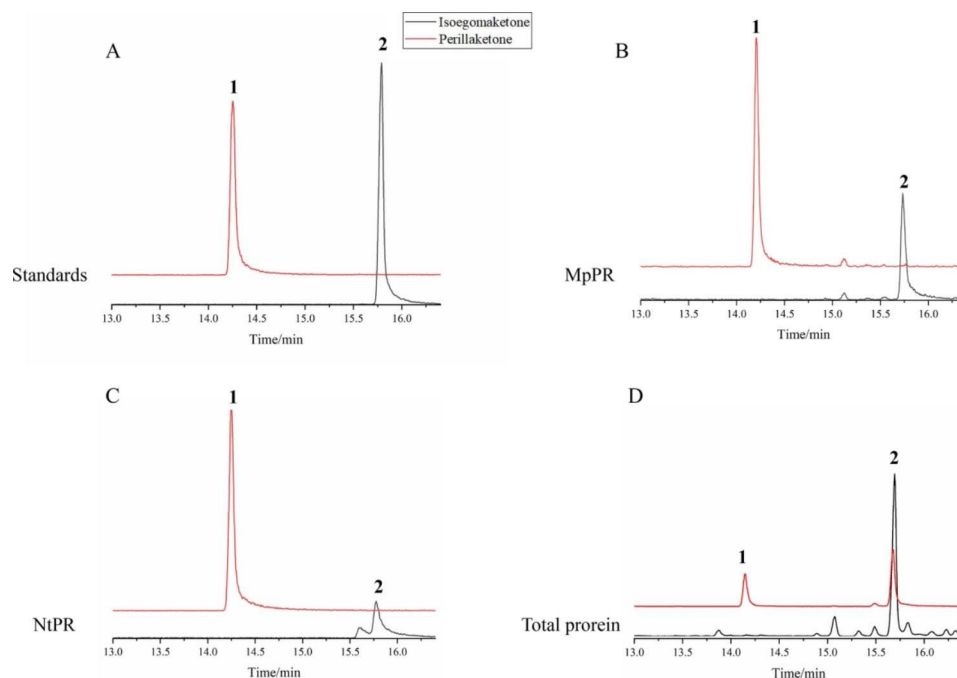 Isoegomaketone
Perillaketone
A
1
2
Standards
13.0 13.5 14.0 14.5 15.0 15.5 16.0
Time/min
B
1
2
MpPR
13.0 13.5 14.0 14.5 15.0 15.5 16.0
Time/min
C
1
2
NtPR
13.0 13.5 14.0 14.5 15.0 15.5 16.0
Time/min
D
1
2
Total prorein
13.0 13.5 14.0 14.5 15.0 15.5 16.0
Time/min